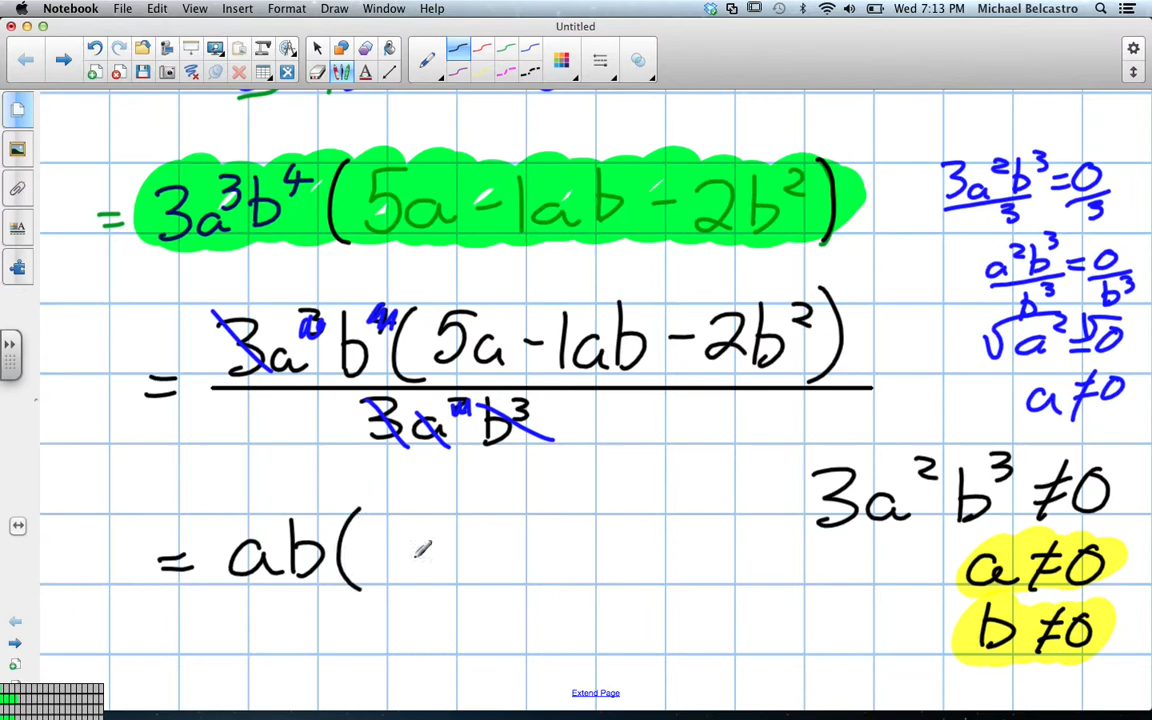 Notebook File Edit View Insert Format Draw Window Help Wed 7:13 PM Michael Belcastro
Untitled
= 3a³b⁴(5a - 1ab - 2b²)
= 3a³b⁴(5a - 1ab - 2b²)
3a²b³
= ab(
3a²b³ = 0
3 3
a²b³ = 0
b³ b³
√a² ≠ √0
a ≠ 0
3a²b³ ≠ 0
a ≠ 0
b ≠ 0
Extend Page